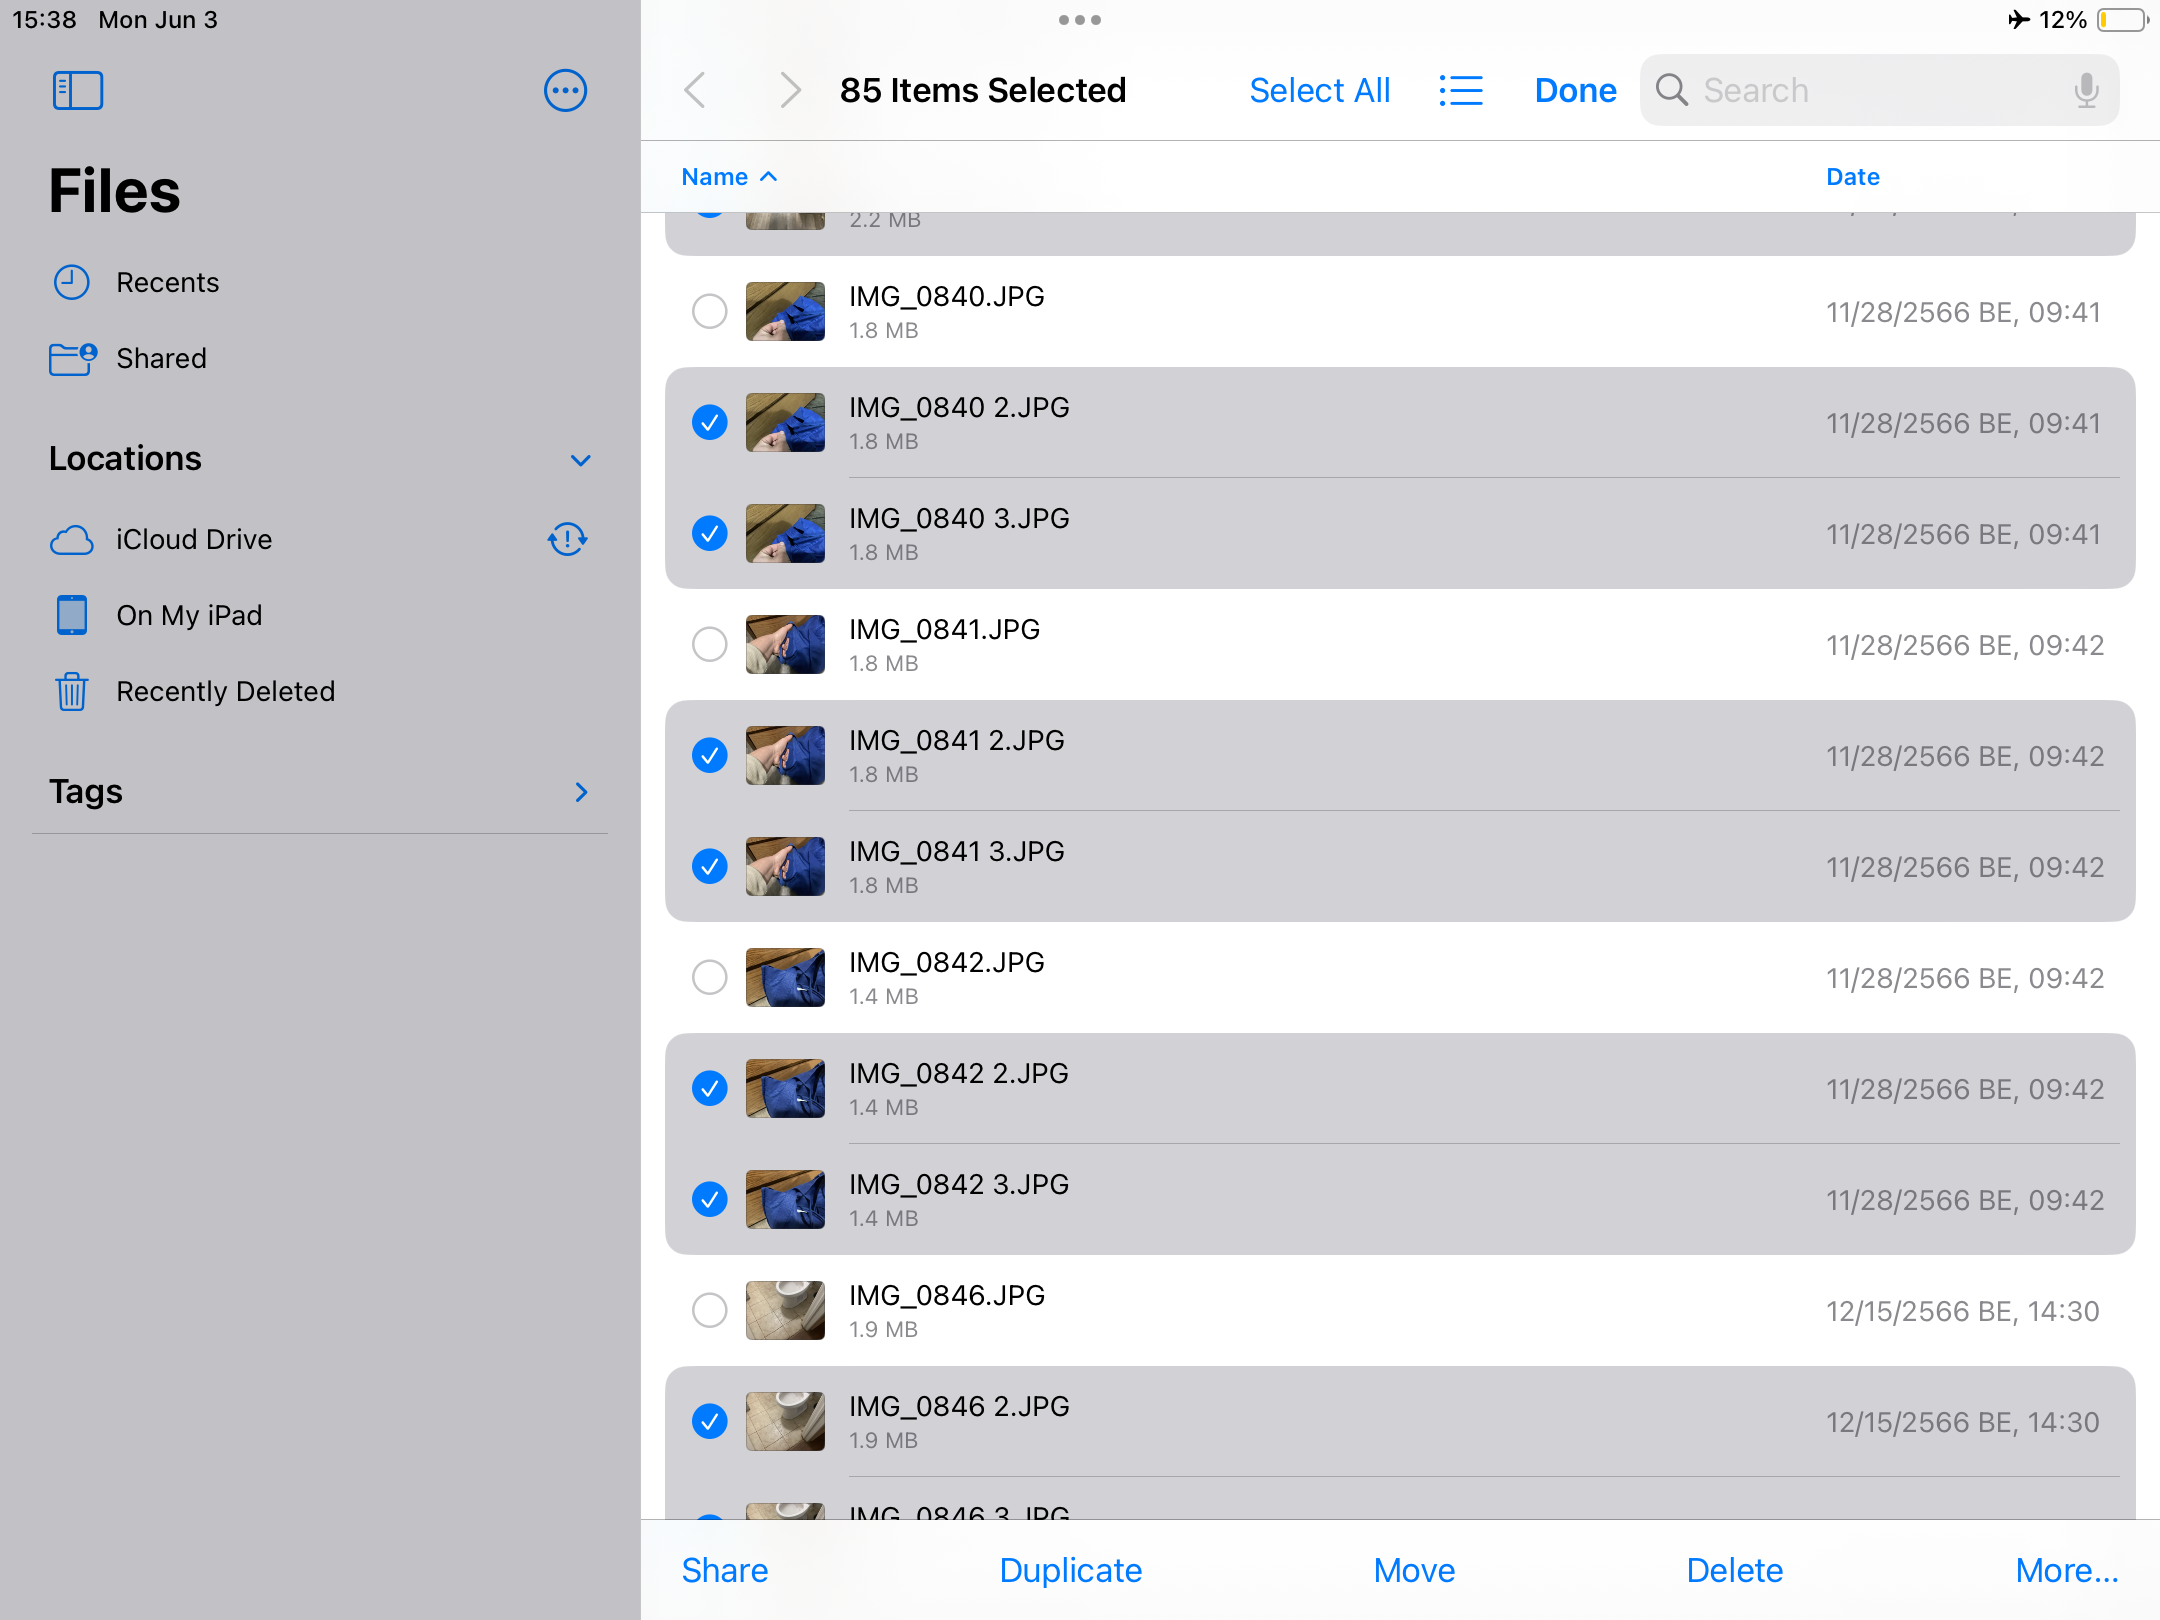 15:38 Mon Jun 3
12%
Files
Recents
Shared
Locations
iCloud Drive
On My iPad
Recently Deleted
Tags
85 Items Selected
Select All
Done
Search
Name
Date
2.2 MB
IMG_0840.JPG
1.8 MB
11/28/2566 BE, 09:41
IMG_0840 2.JPG
1.8 MB
11/28/2566 BE, 09:41
IMG_0840 3.JPG
1.8 MB
11/28/2566 BE, 09:41
IMG_0841.JPG
1.8 MB
11/28/2566 BE, 09:42
IMG_0841 2.JPG
1.8 MB
11/28/2566 BE, 09:42
IMG_0841 3.JPG
1.8 MB
11/28/2566 BE, 09:42
IMG_0842.JPG
1.4 MB
11/28/2566 BE, 09:42
IMG_0842 2.JPG
1.4 MB
11/28/2566 BE, 09:42
IMG_0842 3.JPG
1.4 MB
11/28/2566 BE, 09:42
IMG_0846.JPG
1.9 MB
12/15/2566 BE, 14:30
IMG_0846 2.JPG
1.9 MB
12/15/2566 BE, 14:30
IMG_0846 3.JPG
Share
Duplicate
Move
Delete
More...